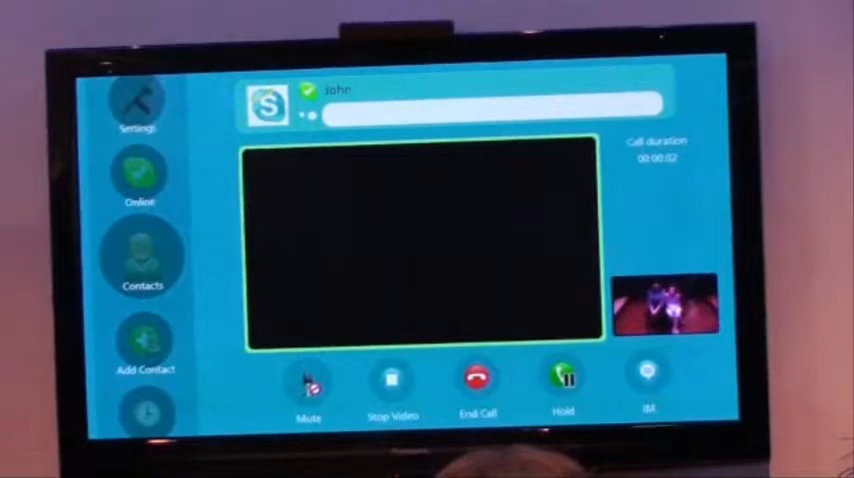 Settings
Online
Contacts
Add Contact
S
John
Call duration
00:00:02
Mute
Stop Video
End Call
Hold
IM